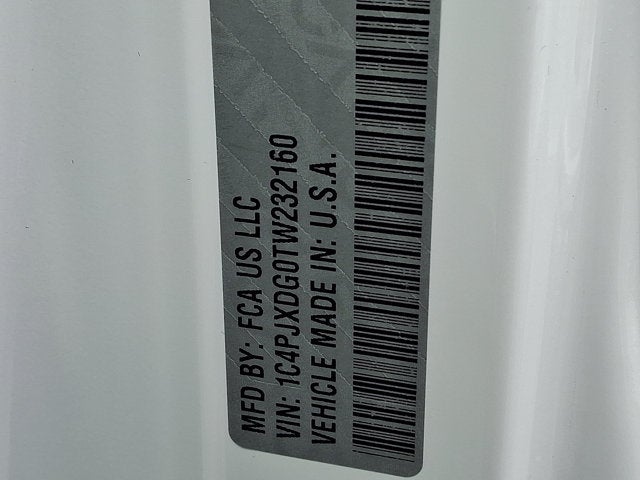 MFD BY: FCA US LLC
VIN: 1C4PJXDG0TW232160
VEHICLE MADE IN: U.S.A.